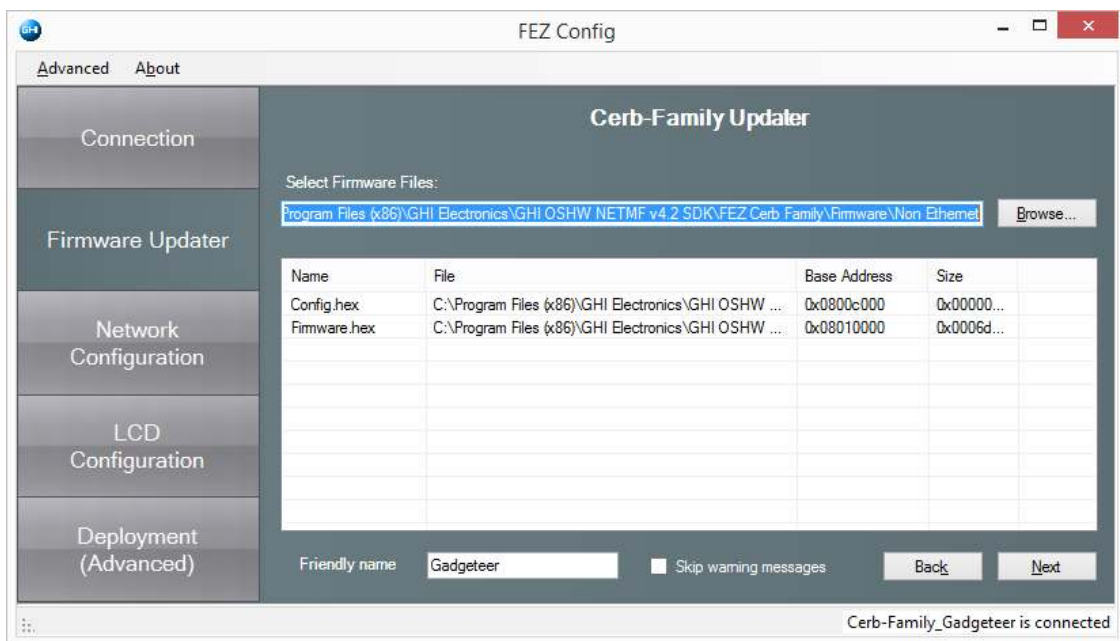 GHI
FEZ Config
Advanced About
Connection
Firmware Updater
Network
Configuration
LCD
Configuration
Deployment
(Advanced)
Cerb-Family Updater
Select Firmware Files:
Program Files (x86)\GHI Electronics\GHI OSHW NETMF v4.2 SDK\FEZ Cerb Family\Firmware\Non Ethernet Browse...
Name File Base Address Size
Config.hex C:\Program Files (x86)\GHI Electronics\GHI OSHW ... 0x0800c000 0x00000...
Firmware.hex C:\Program Files (x86)\GHI Electronics\GHI OSHW ... 0x08010000 0x0006d...
Friendly name Gadgeteer Skip warning messages Back Next
Cerb-Family_Gadgeteer is connected